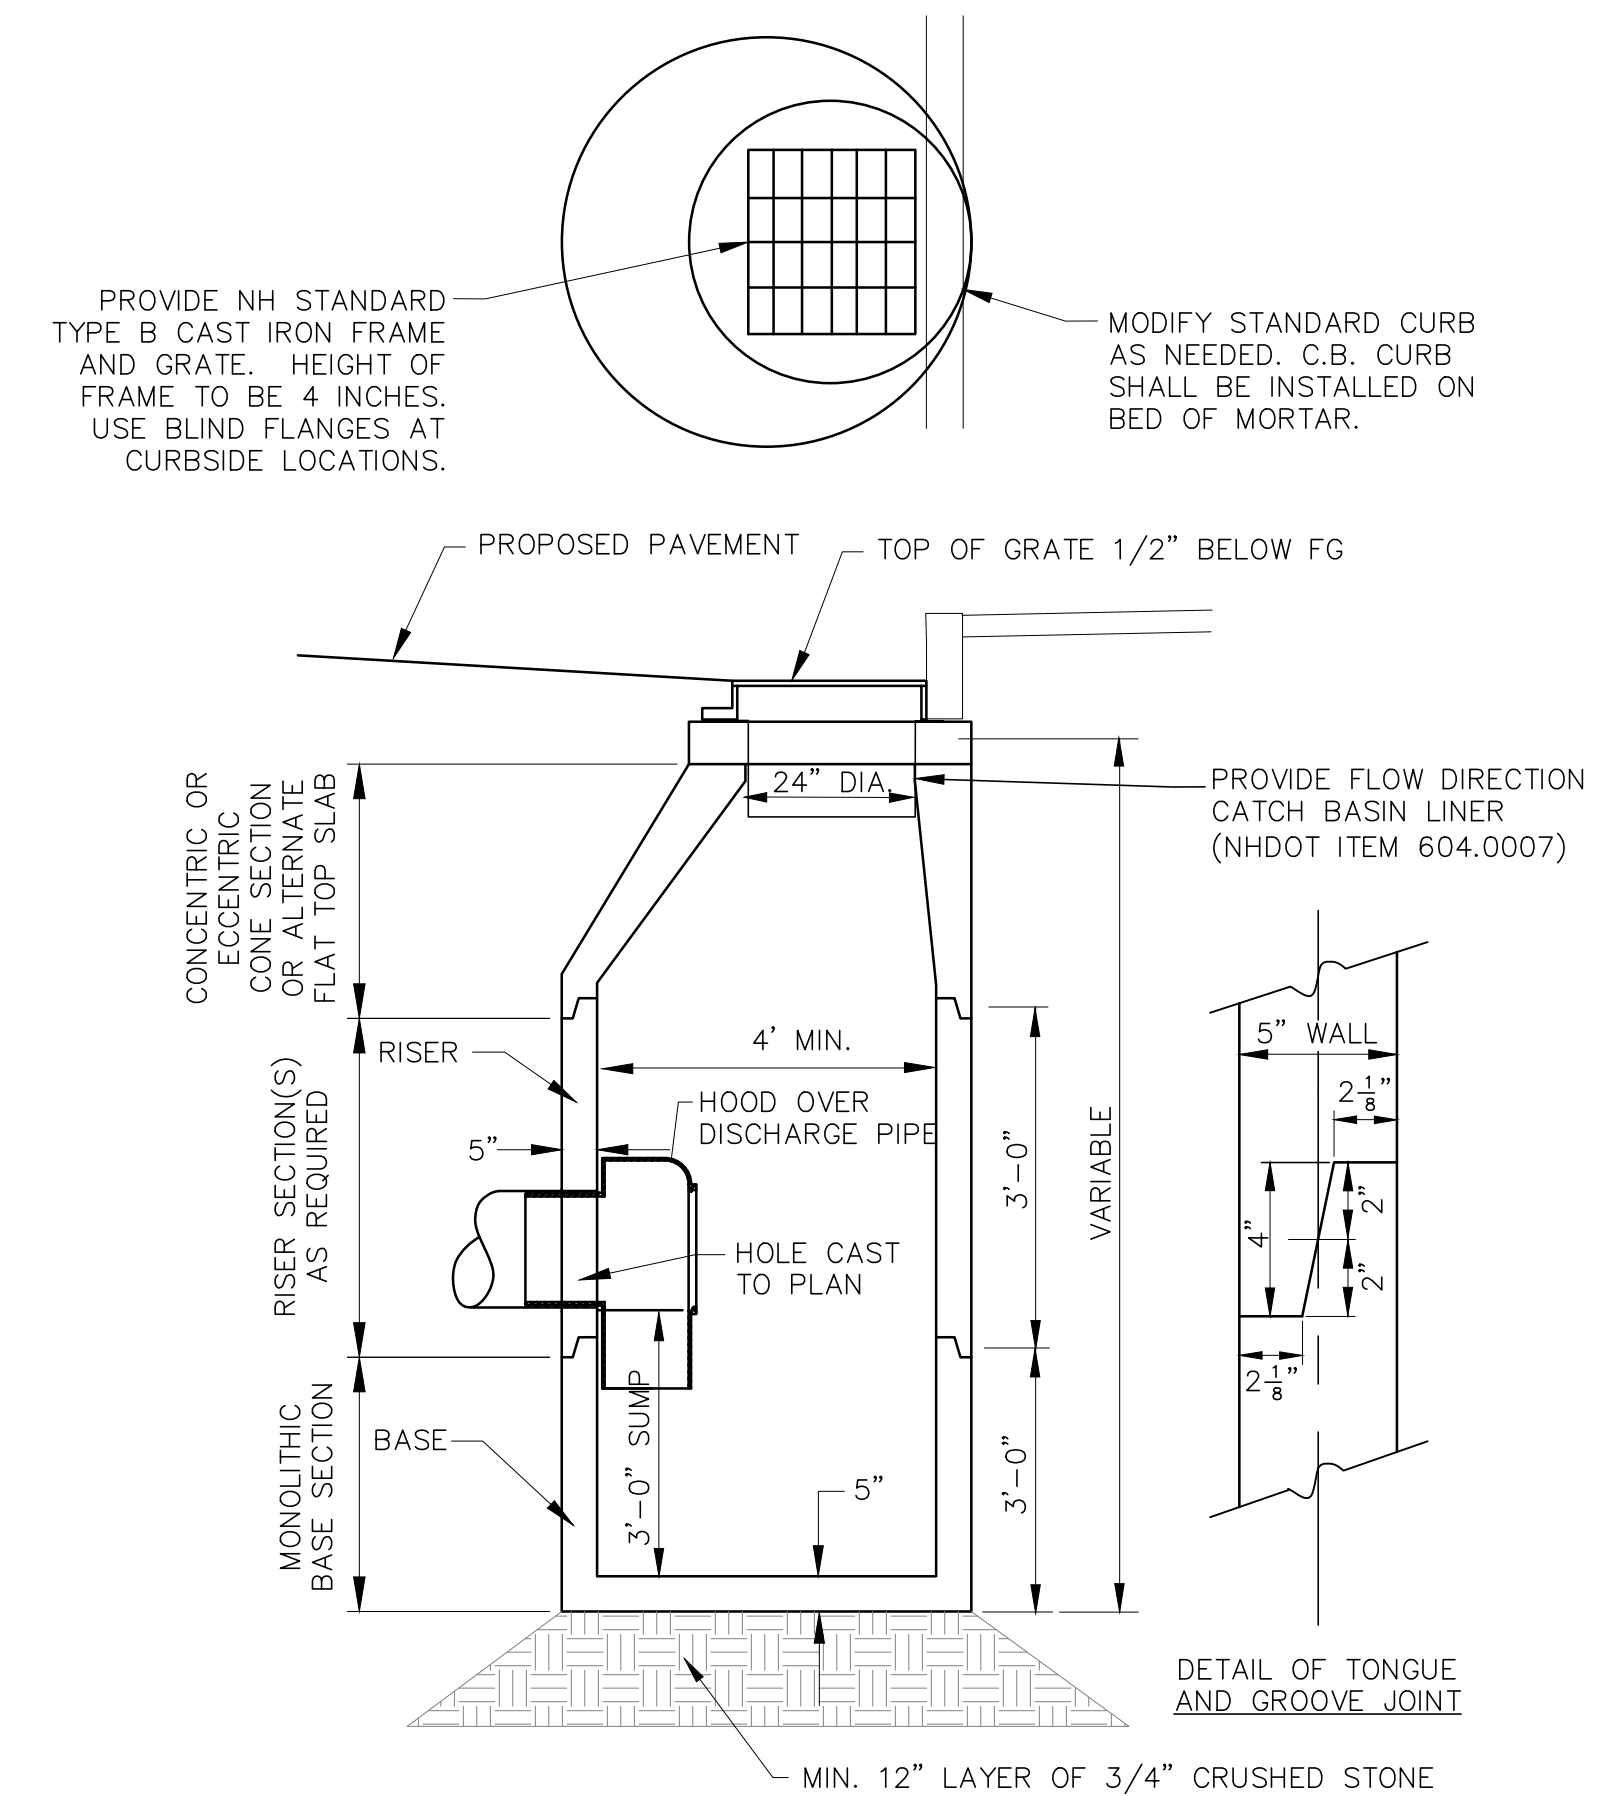 PROVIDE NH STANDARD
TYPE B CAST IRON FRAME
AND GRATE.  HEIGHT OF
FRAME TO BE 4 INCHES.
USE BLIND FLANGES AT
CURBSIDE LOCATIONS.
MODIFY STANDARD CURB
AS NEEDED. C.B. CURB
SHALL BE INSTALLED ON
BED OF MORTAR.
PROPOSED PAVEMENT
TOP OF GRATE 1/2" BELOW FG
CONCENTRIC OR
ECCENTRIC
CONE SECTION
OR ALTERNATE
FLAT TOP SLAB
24" DIA.
PROVIDE FLOW DIRECTION
CATCH BASIN LINER
(NHDOT ITEM 604.0007)
RISER SECTION(S)
AS REQUIRED
RISER
4' MIN.
HOOD OVER
DISCHARGE PIPE
5"
HOLE CAST
TO PLAN
3'-0"
VARIABLE
MONOLITHIC
BASE SECTION
BASE
3'-0" SUMP
5"
3'-0"
5" WALL
2 1/8"
4"
2"
2"
2 1/8"
DETAIL OF TONGUE
AND GROOVE JOINT
MIN. 12" LAYER OF 3/4" CRUSHED STONE